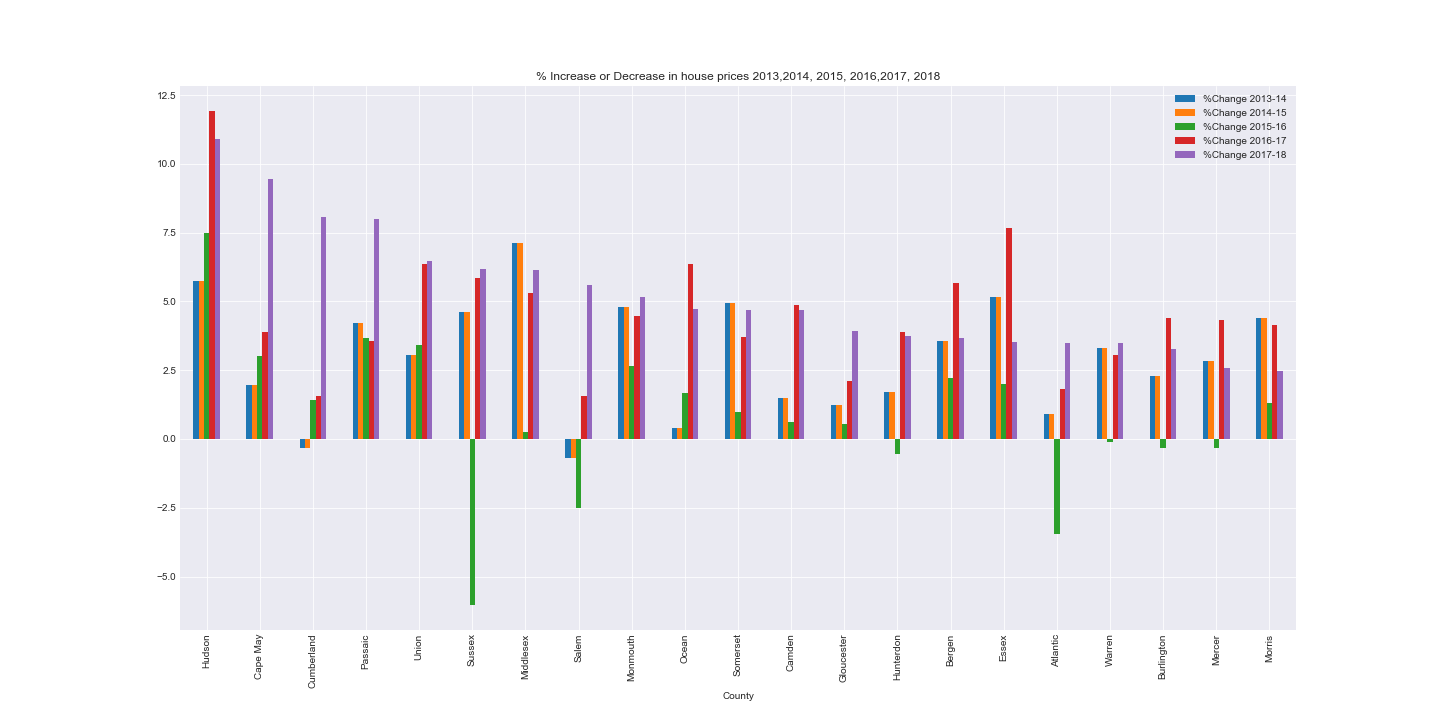 % Increase or Decrease in house prices 2013,2014, 2015, 2016,2017, 2018
12.5
10.0
7.5
5.0
2.5
0.0
−2.5
−5.0
%Change 2013-14
%Change 2014-15
%Change 2015-16
%Change 2016-17
%Change 2017-18
Hudson
Cape May
Cumberland
Passaic
Union
Sussex
Middlesex
Salem
Monmouth
Ocean
Somerset
Camden
Gloucester
Hunterdon
Bergen
Essex
Atlantic
Warren
Burlington
Mercer
Morris
County